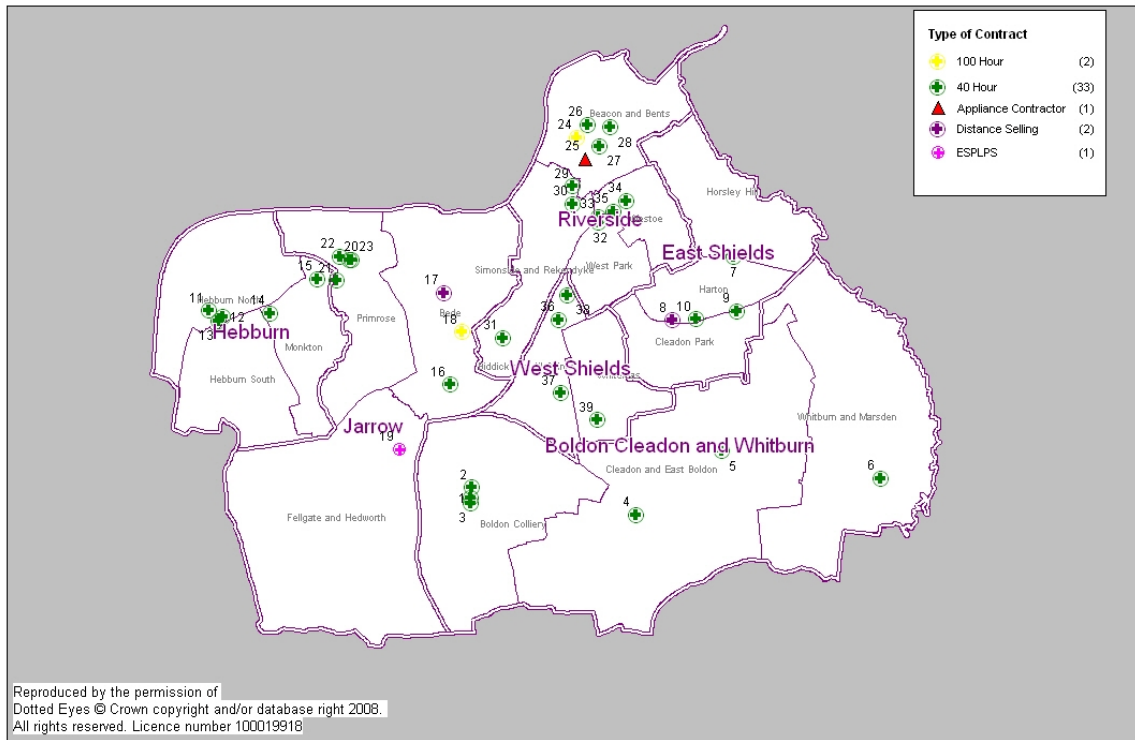 Type of Contract
100 Hour (2)
40 Hour (33)
Appliance Contractor (1)
Distance Selling (2)
ESPLPS (1)
26
Beacon and Bents
24
25
28
27
29
30
35
34
33
Riverside
32
Horsley Hill
West Park
East Shields
7
Harton
22
2023
15
21
17
Simonside and Rekendyke
Bede
18
11
Hebburn North
14
12
13
Hebburn
Primrose
Monkton
Hebburn South
31
36
38
8
10
9
Cleadon Park
West Shields
16
37
39
Jarrow
19
Boldon Cleadon and Whitburn
Whitburn and Marsden
Cleadon and East Boldon
5
6
2
1
3
4
Boldon Colliery
Fellgate and Hedworth
Reproduced by the permission of
Dotted Eyes © Crown copyright and/or database right 2008.
All rights reserved. Licence number 100019918